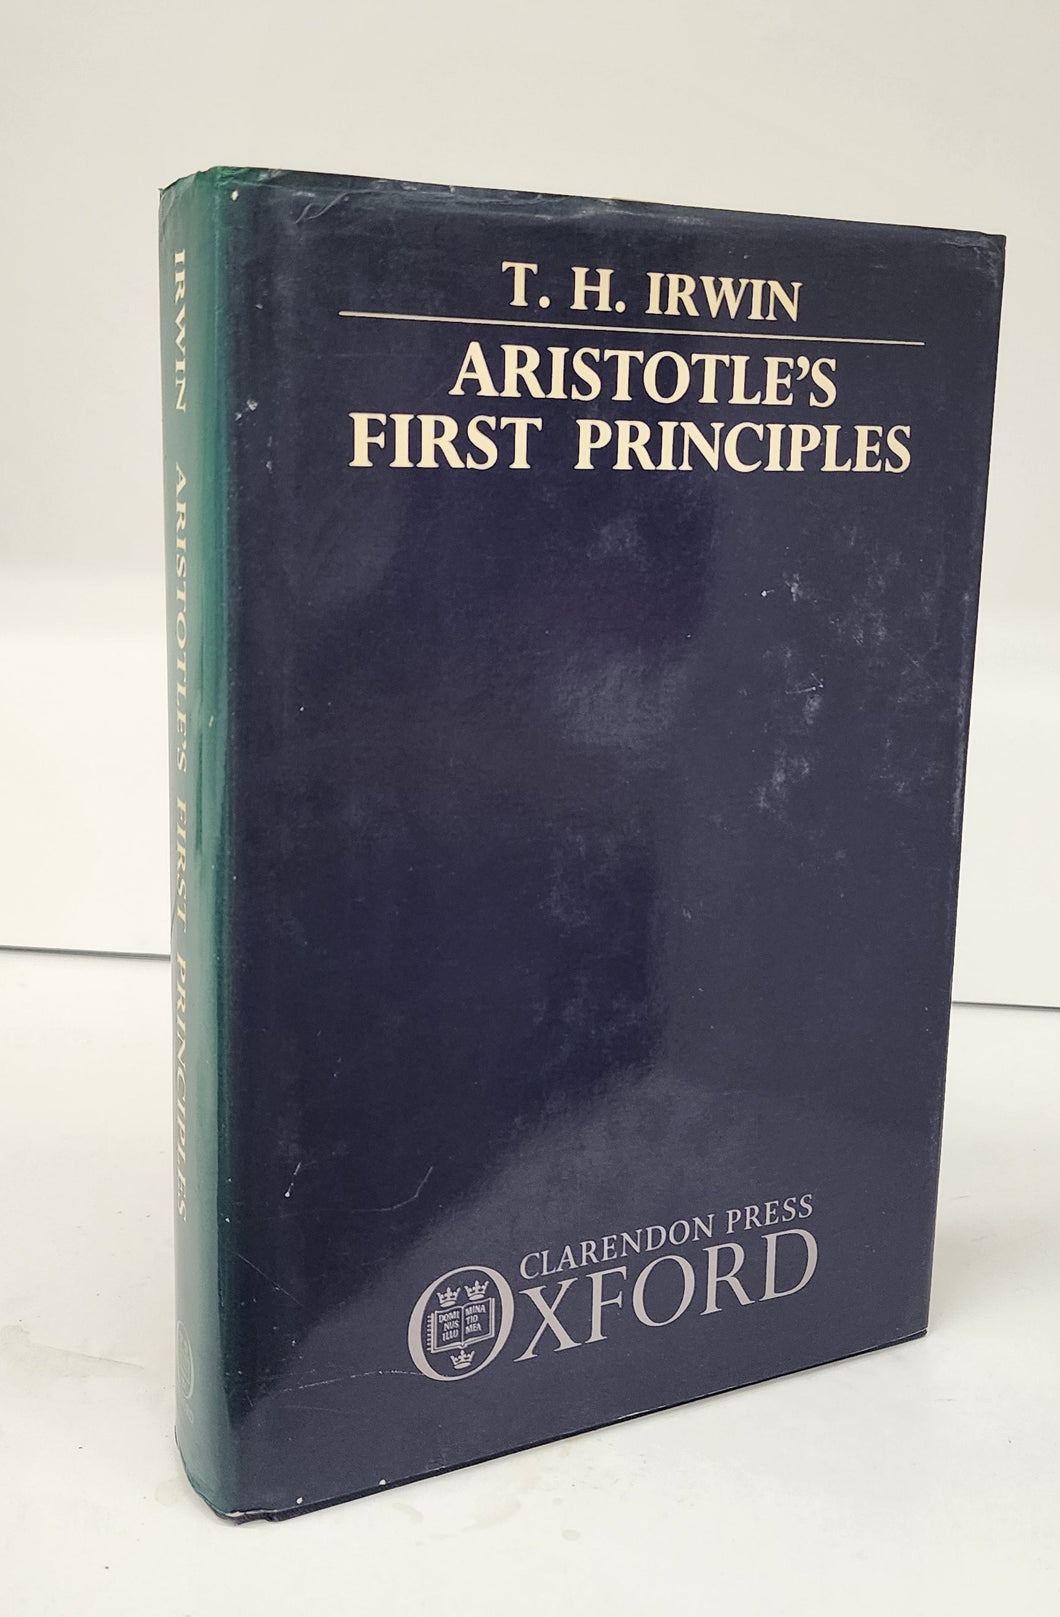 T. H. IRWIN
ARISTOTLE'S
FIRST PRINCIPLES
CLARENDON PRESS
OXFORD
DOMI MINA
NUS TIO
ILLU MEA
IRWIN ARISTOTLE'S FIRST PRINCIPLES